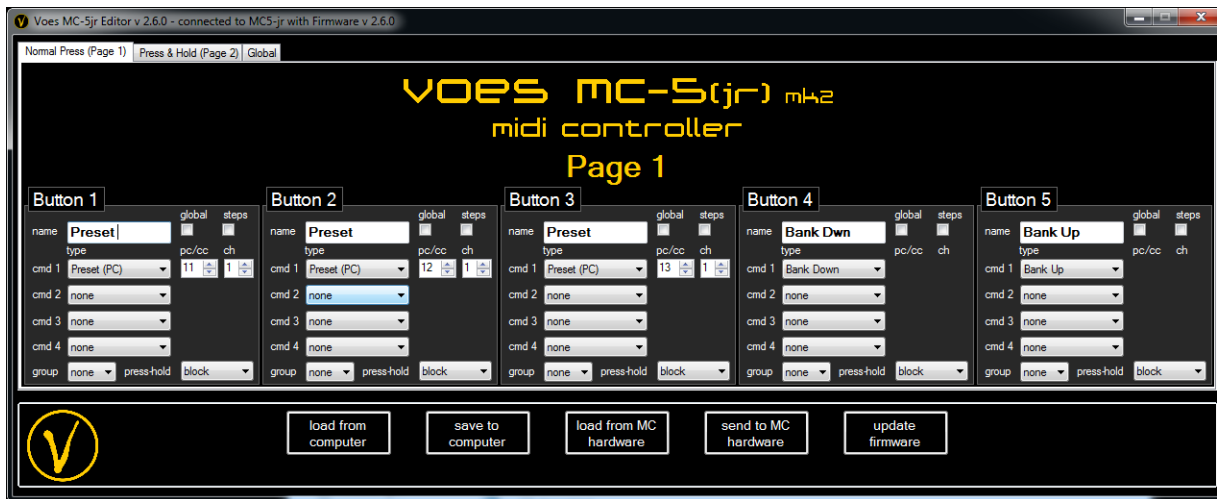 Voes MC-5jr Editor v 2.6.0 - connected to MC5-jr with Firmware v 2.6.0
Normal Press (Page 1) Press & Hold (Page 2) Global
VOES MC-5(jr) mk2
midi controller
Page 1
Button 1 Button 2 Button 3 Button 4 Button 5
global steps global steps global steps global steps global steps
name Preset name Preset name Preset name Bank Dwn name Bank Up
type pc/cc ch type pc/cc ch type pc/cc ch type pc/cc ch type pc/cc ch
cmd 1 Preset (PC) 11 1 cmd 1 Preset (PC) 12 1 cmd 1 Preset (PC) 13 1 cmd 1 Bank Down cmd 1 Bank Up
cmd 2 none cmd 2 none cmd 2 none cmd 2 none cmd 2 none
cmd 3 none cmd 3 none cmd 3 none cmd 3 none cmd 3 none
cmd 4 none cmd 4 none cmd 4 none cmd 4 none cmd 4 none
group none press-hold block group none press-hold block group none press-hold block group none press-hold block group none press-hold block
load from save to load from MC send to MC update
computer computer hardware hardware firmware
V